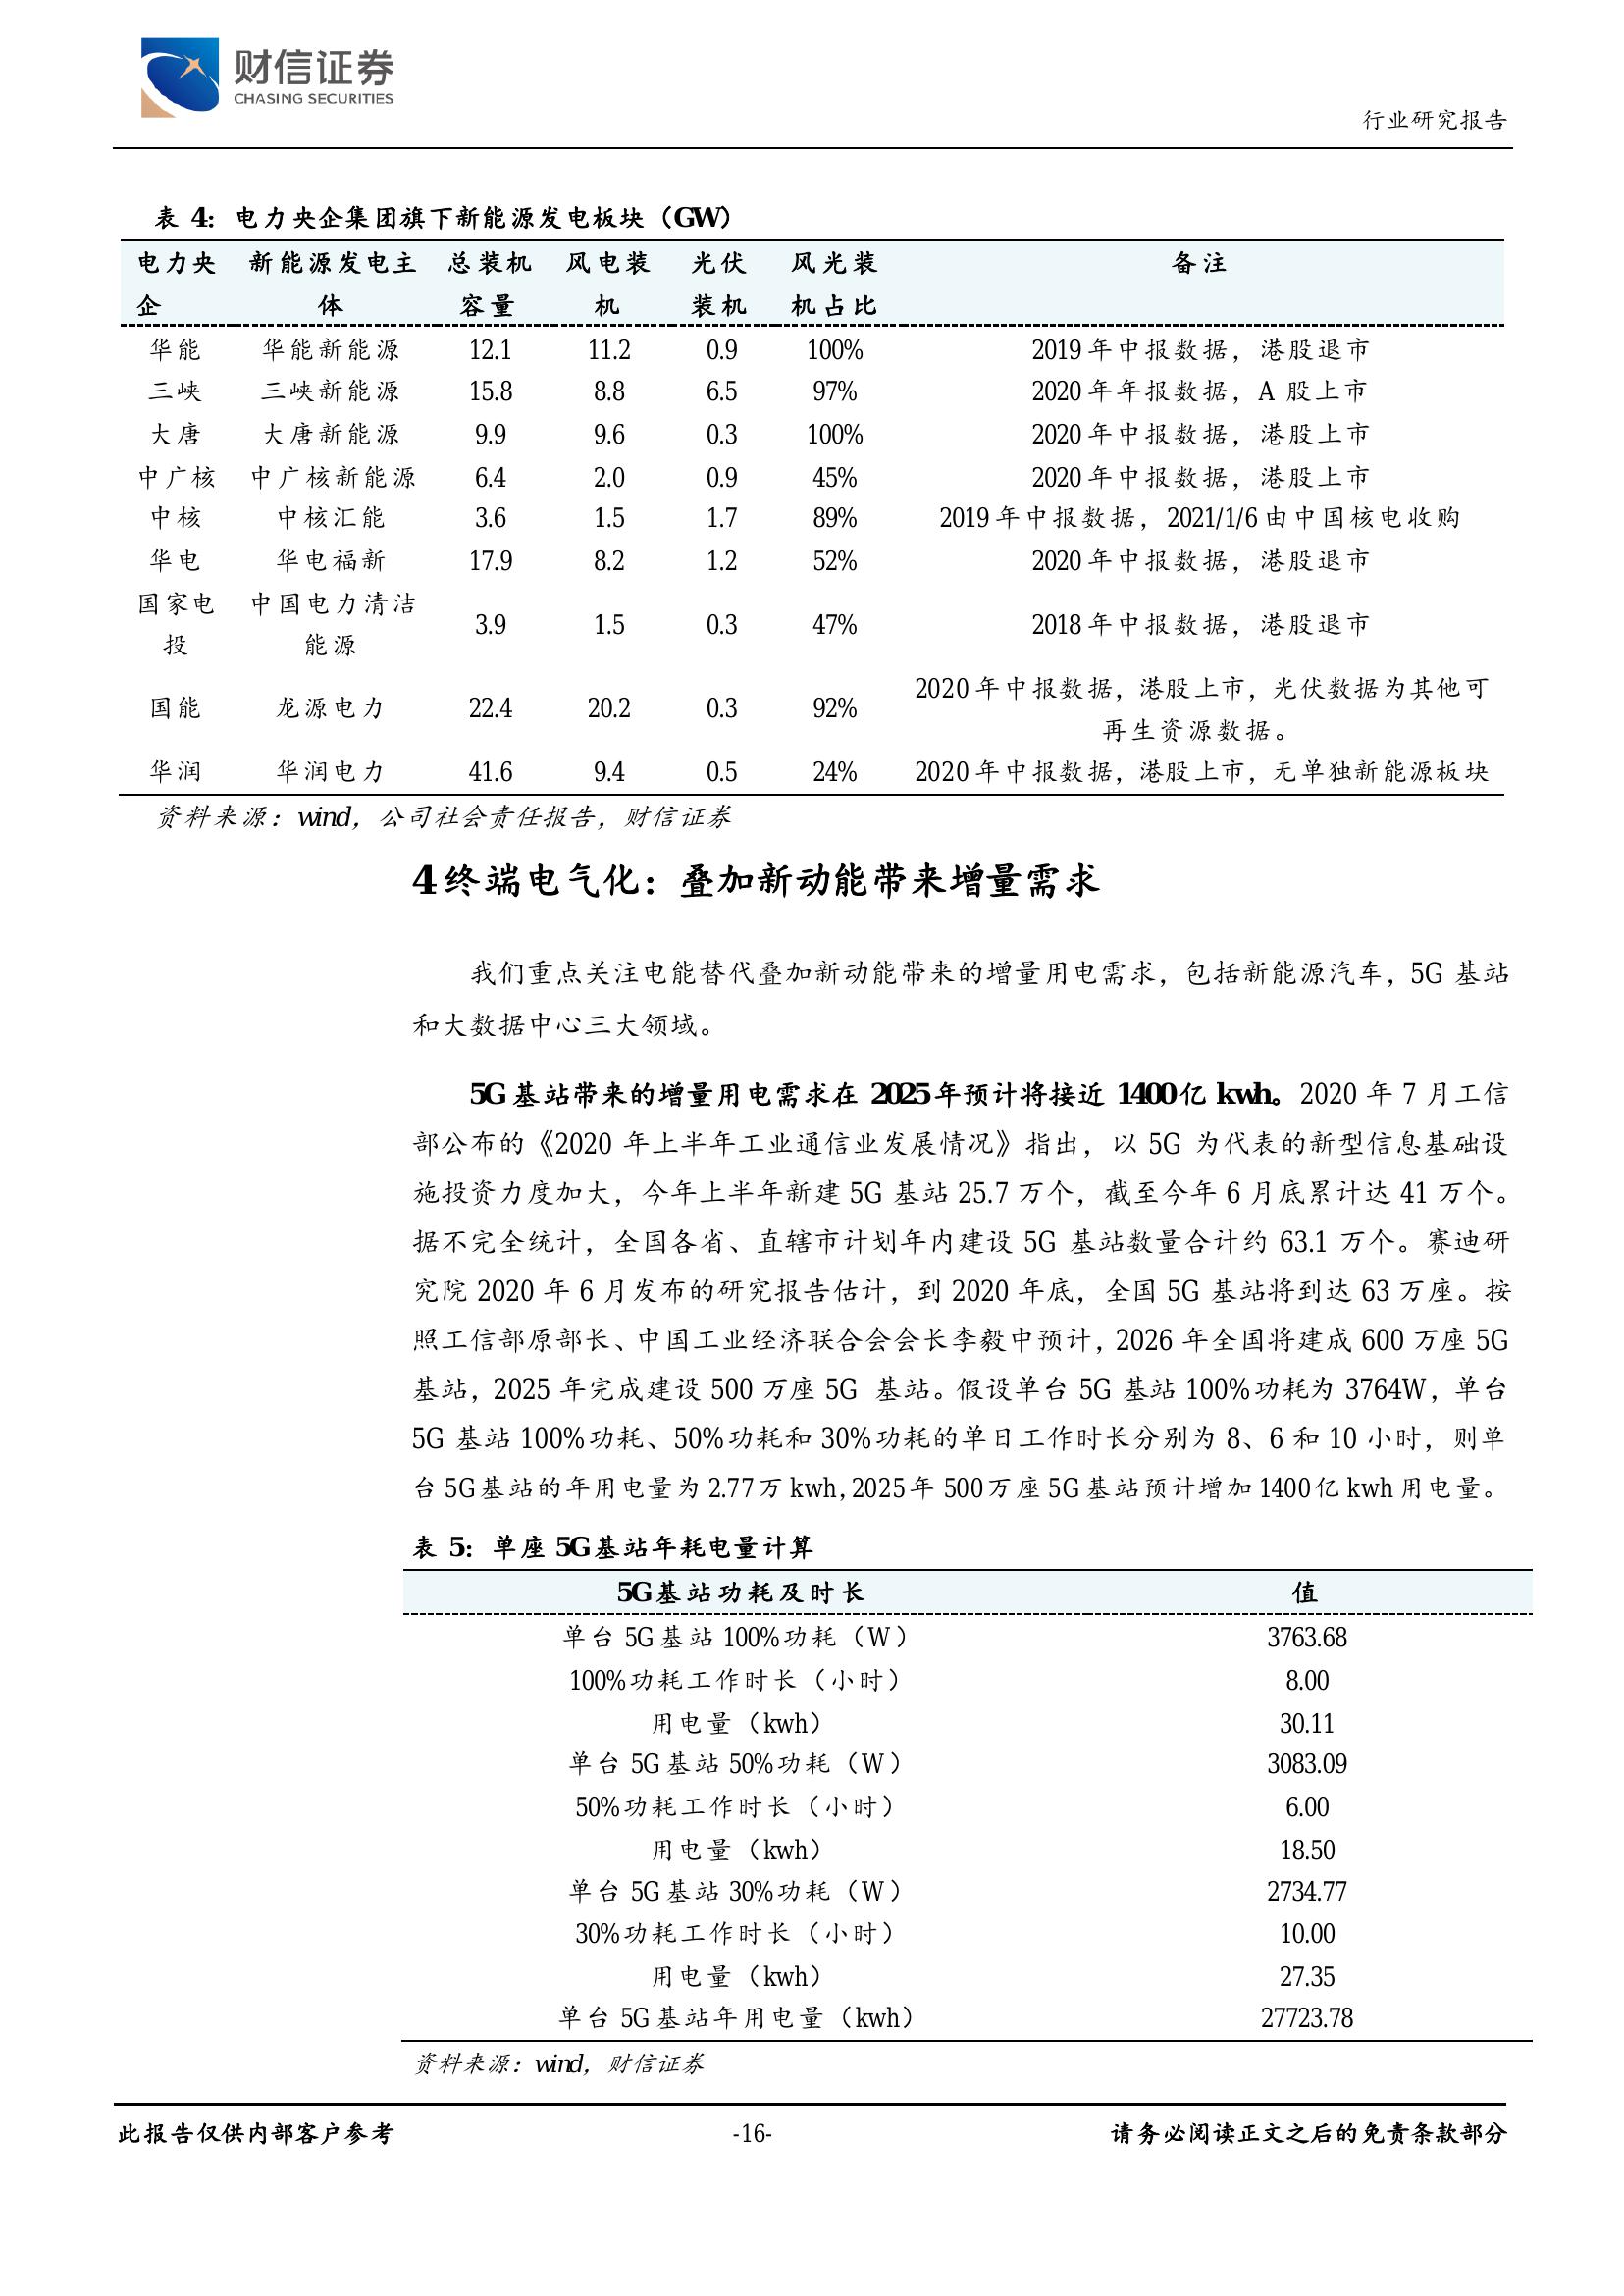 财信证券
CHASING SECURITIES
行业研究报告
表 4：电力央企集团旗下新能源发电板块（GW）
电力央 新能源发电主 总装机 风电装 光伏 风光装 备注
企 体 容量 机 装机 机占比
华能 华能新能源 12.1 11.2 0.9 100% 2019 年中报数据，港股退市
三峡 三峡新能源 15.8 8.8 6.5 97% 2020 年年报数据，A 股上市
大唐 大唐新能源 9.9 9.6 0.3 100% 2020 年中报数据，港股上市
中广核 中广核新能源 6.4 2.0 0.9 45% 2020 年中报数据，港股上市
中核 中核汇能 3.6 1.5 1.7 89% 2019 年中报数据，2021/1/6 由中国核电收购
华电 华电福新 17.9 8.2 1.2 52% 2020 年中报数据，港股退市
国家电 中国电力清洁
投 能源 3.9 1.5 0.3 47% 2018 年中报数据，港股退市
国能 龙源电力 22.4 20.2 0.3 92% 2020 年中报数据，港股上市，光伏数据为其他可
再生资源数据。
华润 华润电力 41.6 9.4 0.5 24% 2020 年中报数据，港股上市，无单独新能源板块
资料来源：wind，公司社会责任报告，财信证券
4 终端电气化：叠加新动能带来增量需求
我们重点关注电能替代叠加新动能带来的增量用电需求，包括新能源汽车，5G 基站
和大数据中心三大领域。
5G 基站带来的增量用电需求在 2025 年预计将接近 1400 亿 kwh。2020 年 7 月工信
部公布的《2020 年上半年工业通信业发展情况》指出，以 5G 为代表的新型信息基础设
施投资力度加大，今年上半年新建 5G 基站 25.7 万个，截至今年 6 月底累计达 41 万个。
据不完全统计，全国各省、直辖市计划年内建设 5G 基站数量合计约 63.1 万个。赛迪研
究院 2020 年 6 月发布的研究报告估计，到 2020 年底，全国 5G 基站将到达 63 万座。按
照工信部原部长、中国工业经济联合会会长李毅中预计，2026 年全国将建成 600 万座 5G
基站，2025 年完成建设 500 万座 5G 基站。假设单台 5G 基站 100%功耗为 3764W，单台
5G 基站 100%功耗、50%功耗和 30%功耗的单日工作时长分别为 8、6 和 10 小时，则单
台 5G 基站的年用电量为 2.77 万 kwh，2025 年 500 万座 5G 基站预计增加 1400 亿 kwh 用电量。
表 5：单座 5G 基站年耗电量计算
5G 基站功耗及时长 值
单台 5G 基站 100%功耗（W） 3763.68
100%功耗工作时长（小时） 8.00
用电量（kwh） 30.11
单台 5G 基站 50%功耗（W） 3083.09
50%功耗工作时长（小时） 6.00
用电量（kwh） 18.50
单台 5G 基站 30%功耗（W） 2734.77
30%功耗工作时长（小时） 10.00
用电量（kwh） 27.35
单台 5G 基站年用电量（kwh） 27723.78
资料来源：wind，财信证券
此报告仅供内部客户参考 -16- 请务必阅读正文之后的免责条款部分